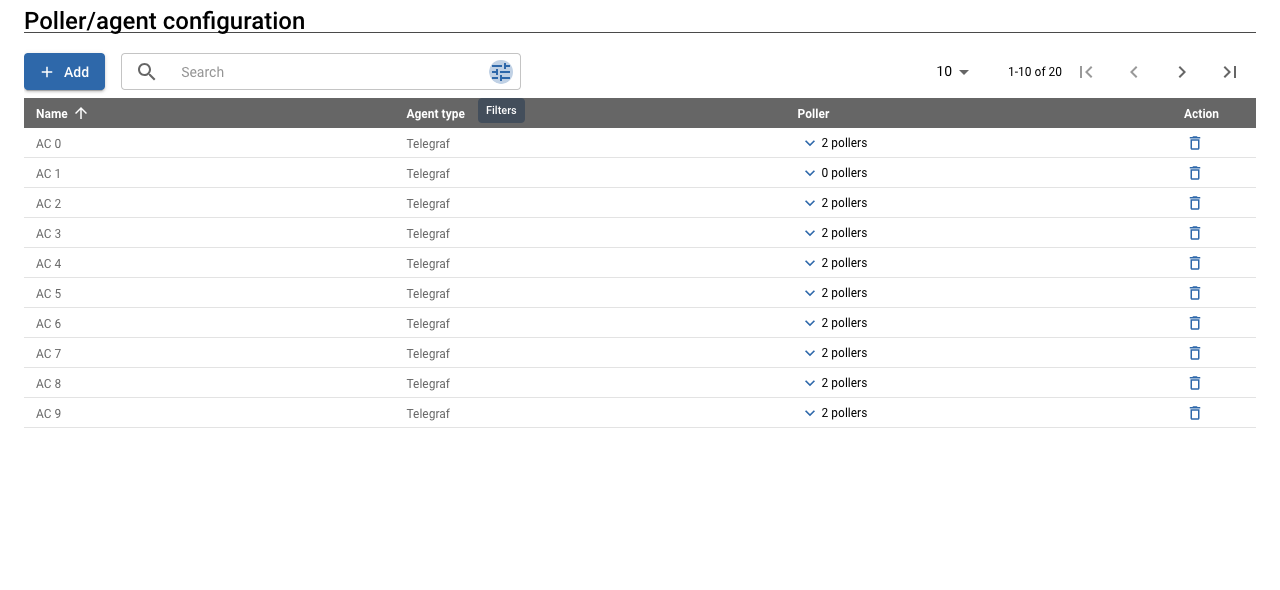 Poller/agent configuration
Add Search 10 1-10 of 20
Filters
Name Agent type Poller Action
AC 0 Telegraf 2 pollers
AC 1 Telegraf 0 pollers
AC 2 Telegraf 2 pollers
AC 3 Telegraf 2 pollers
AC 4 Telegraf 2 pollers
AC 5 Telegraf 2 pollers
AC 6 Telegraf 2 pollers
AC 7 Telegraf 2 pollers
AC 8 Telegraf 2 pollers
AC 9 Telegraf 2 pollers